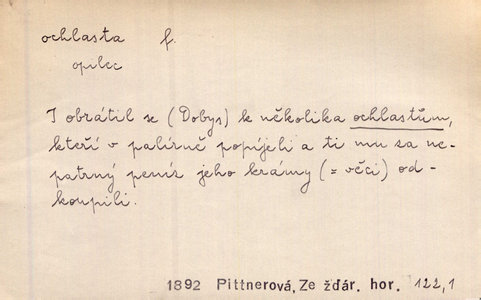 ochlasta f.
opilec
I obrátil se (Dobyš) k několika ochlastům,
kteří v palírně popíjeli a ti mu za ne-
patrný peníz jeho krámy (= věci) od-
koupili.
1892 Pittnerová, Ze žďár. hor. 122,1